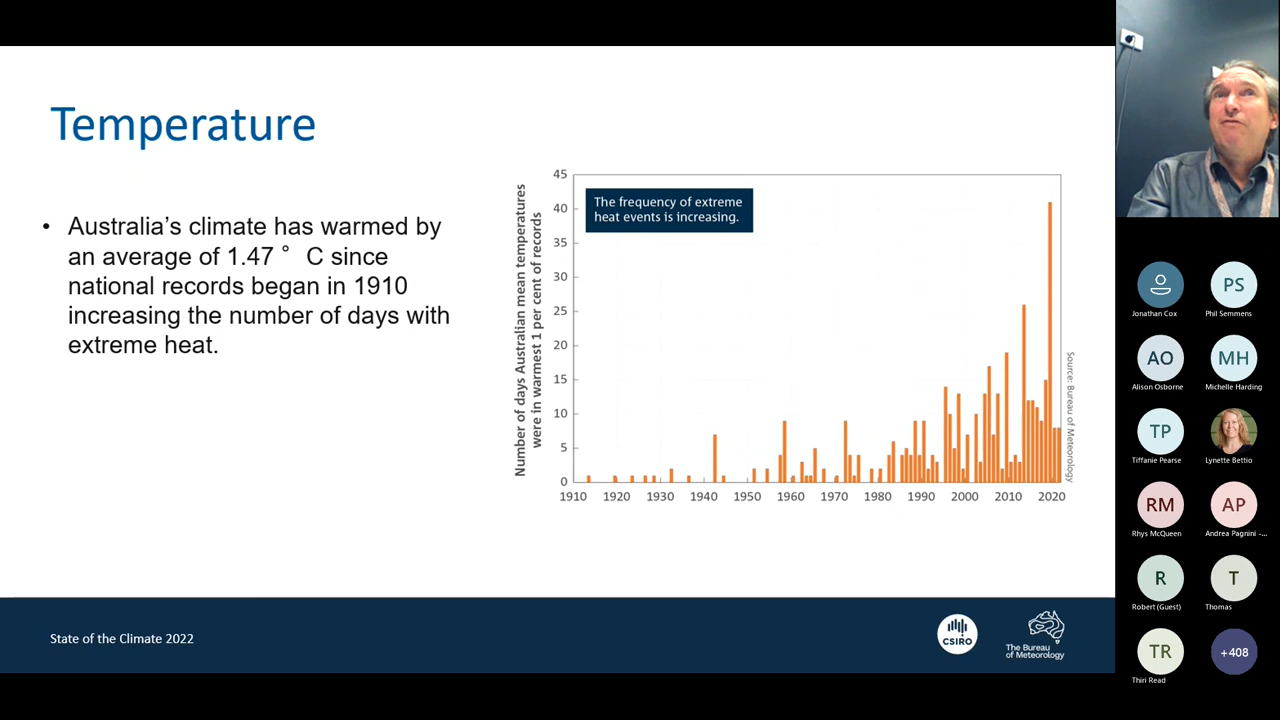 Temperature
• Australia's climate has warmed by
an average of 1.47 ° C since
national records began in 1910
increasing the number of days with
extreme heat.
Number of days Australian mean temperatures
were in warmest 1 per cent of records
The frequency of extreme
heat events is increasing.
45
40
35
30
25
20
15
10
5
0
1910 1920 1930 1940 1950 1960 1970 1980 1990 2000 2010 2020
Source: Bureau of Meteorology
State of the Climate 2022
CSIRO
The Bureau
of Meteorology
Jonathan Cox
PS
Phil Semmens
AO
Alison Osborne
MH
Michelle Harding
TP
Tiffanie Pearse
Lynette Bettio
RM
Rhys McQueen
AP
Andrea Pagnini -...
R
Robert (Guest)
T
Thomas
TR
Thiri Read
+408